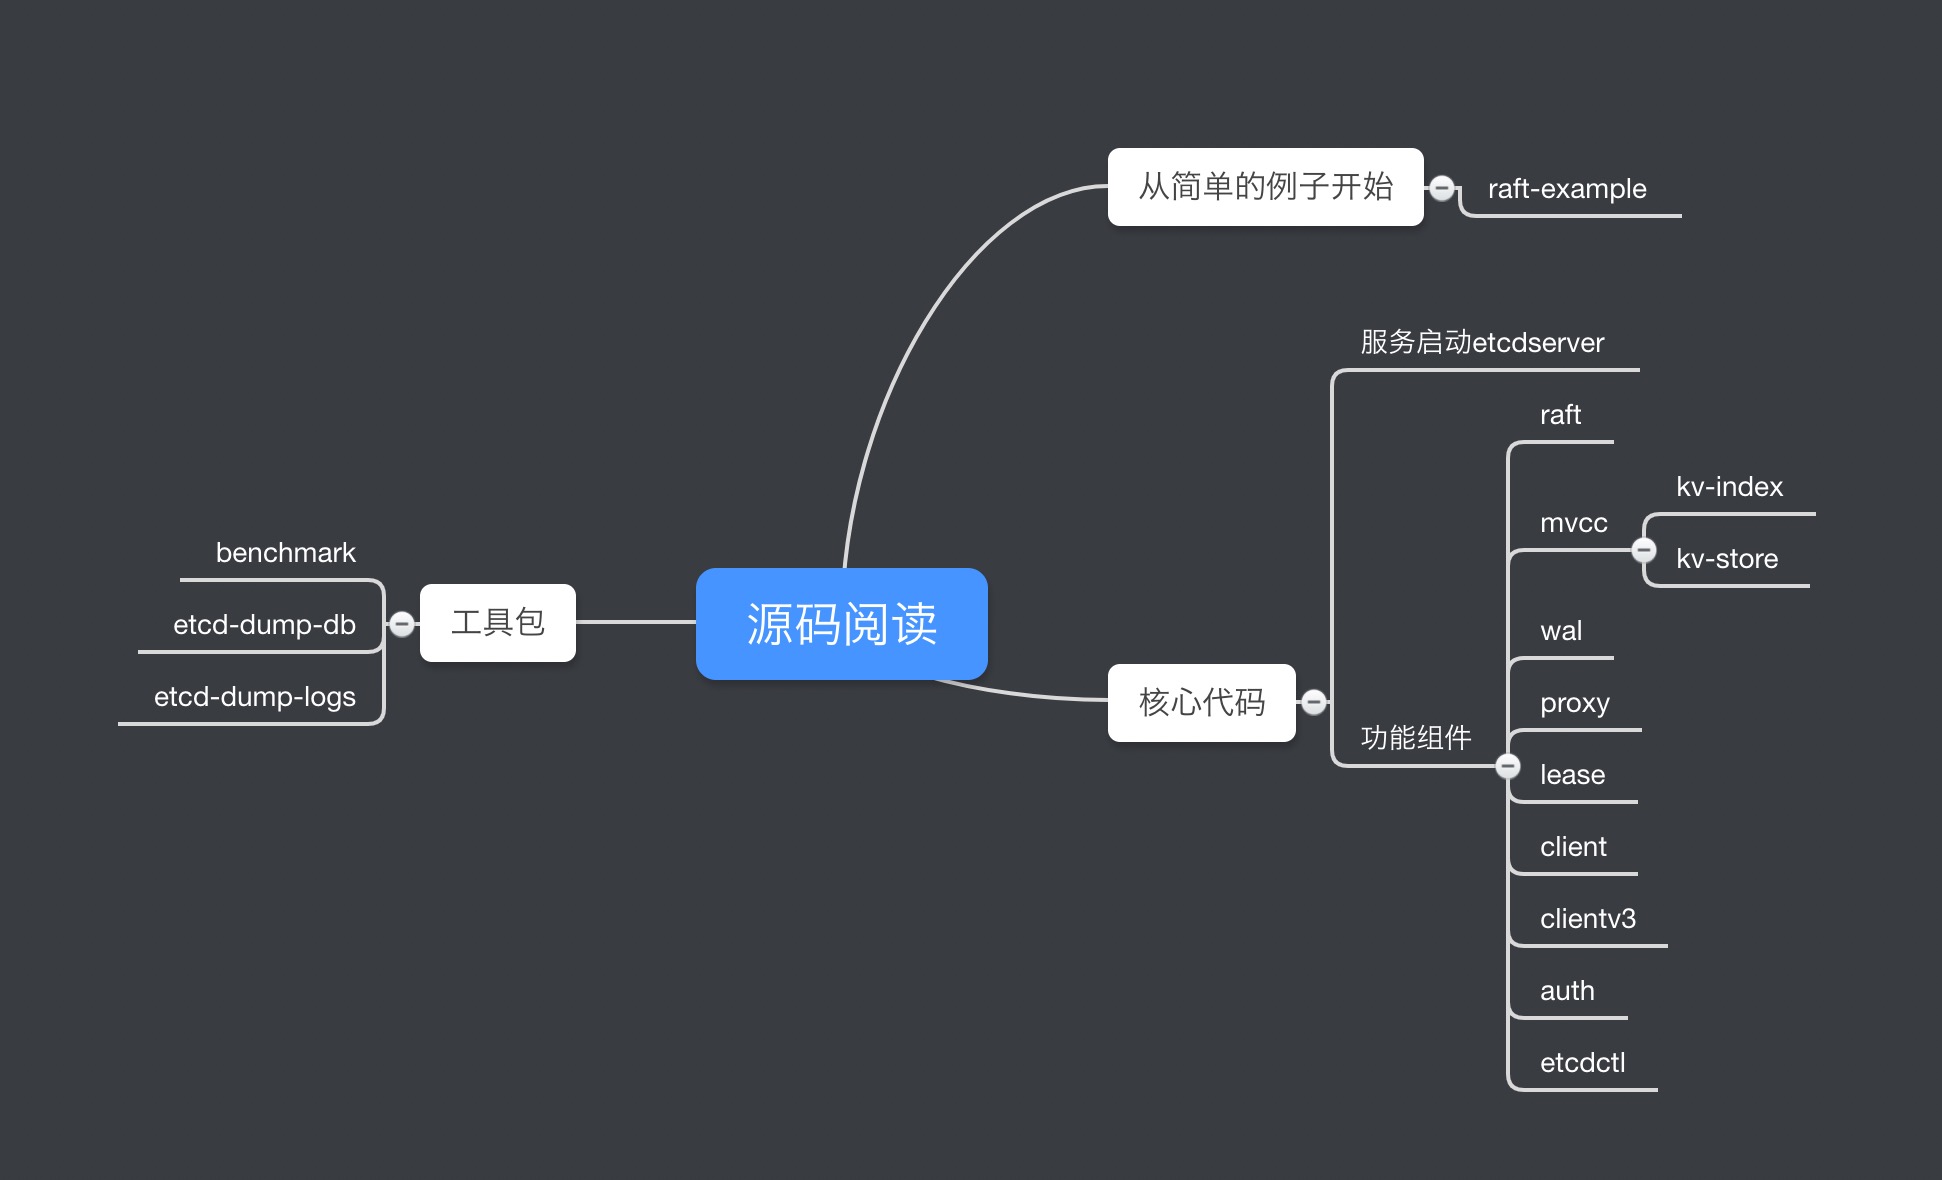 从简单的例子开始
raft-example
服务启动etcdserver
raft
kv-index
mvcc
kv-store
benchmark
etcd-dump-db
工具包
源码阅读
wal
etcd-dump-logs
核心代码
proxy
功能组件
lease
client
clientv3
auth
etcdctl